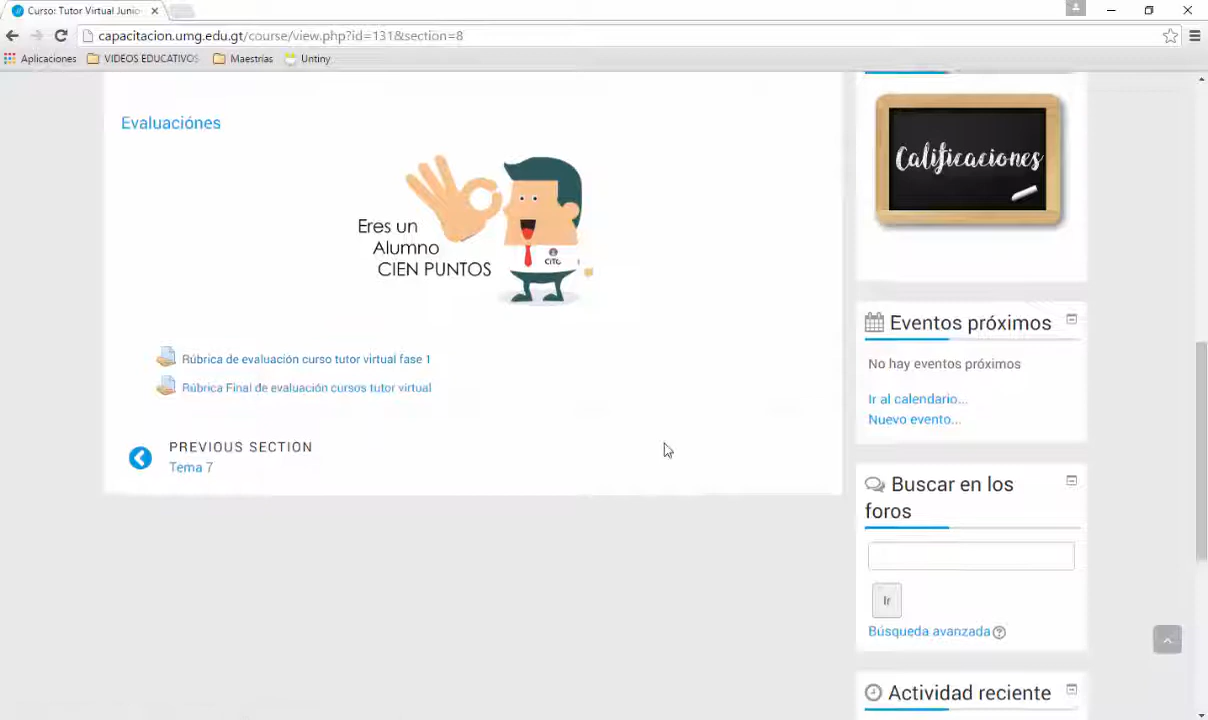 Curso: Tutor Virtual Junio
capacitacion.umg.edu.gt/course/view.php?id=131&section=8
Aplicaciones
VIDEOS EDUCATIVOS
Maestrías
Untiny
Evaluaciónes
Eres un
Alumno
CIEN PUNTOS
Rúbrica de evaluación curso tutor virtual fase 1
Rúbrica Final de evaluación cursos tutor virtual
PREVIOUS SECTION
Tema 7
Calificaciones
Eventos próximos
No hay eventos próximos
Ir al calendario...
Nuevo evento...
Buscar en los
foros
Ir
Búsqueda avanzada
Actividad reciente